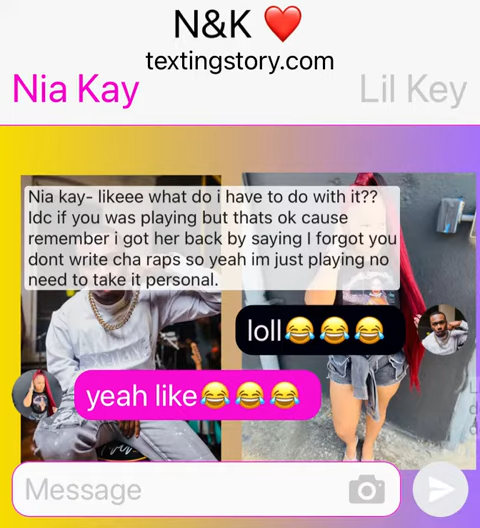 N&K ❤️
textingstory.com
Nia Kay
Lil Key
Nia kay- likeee what do i have to do with it??
Idc if you was playing but thats ok cause
remember i got her back by saying I forgot you
dont write cha raps so yeah im just playing no
need to take it personal.
loll😂😂😂
yeah like😂😂😂
Message